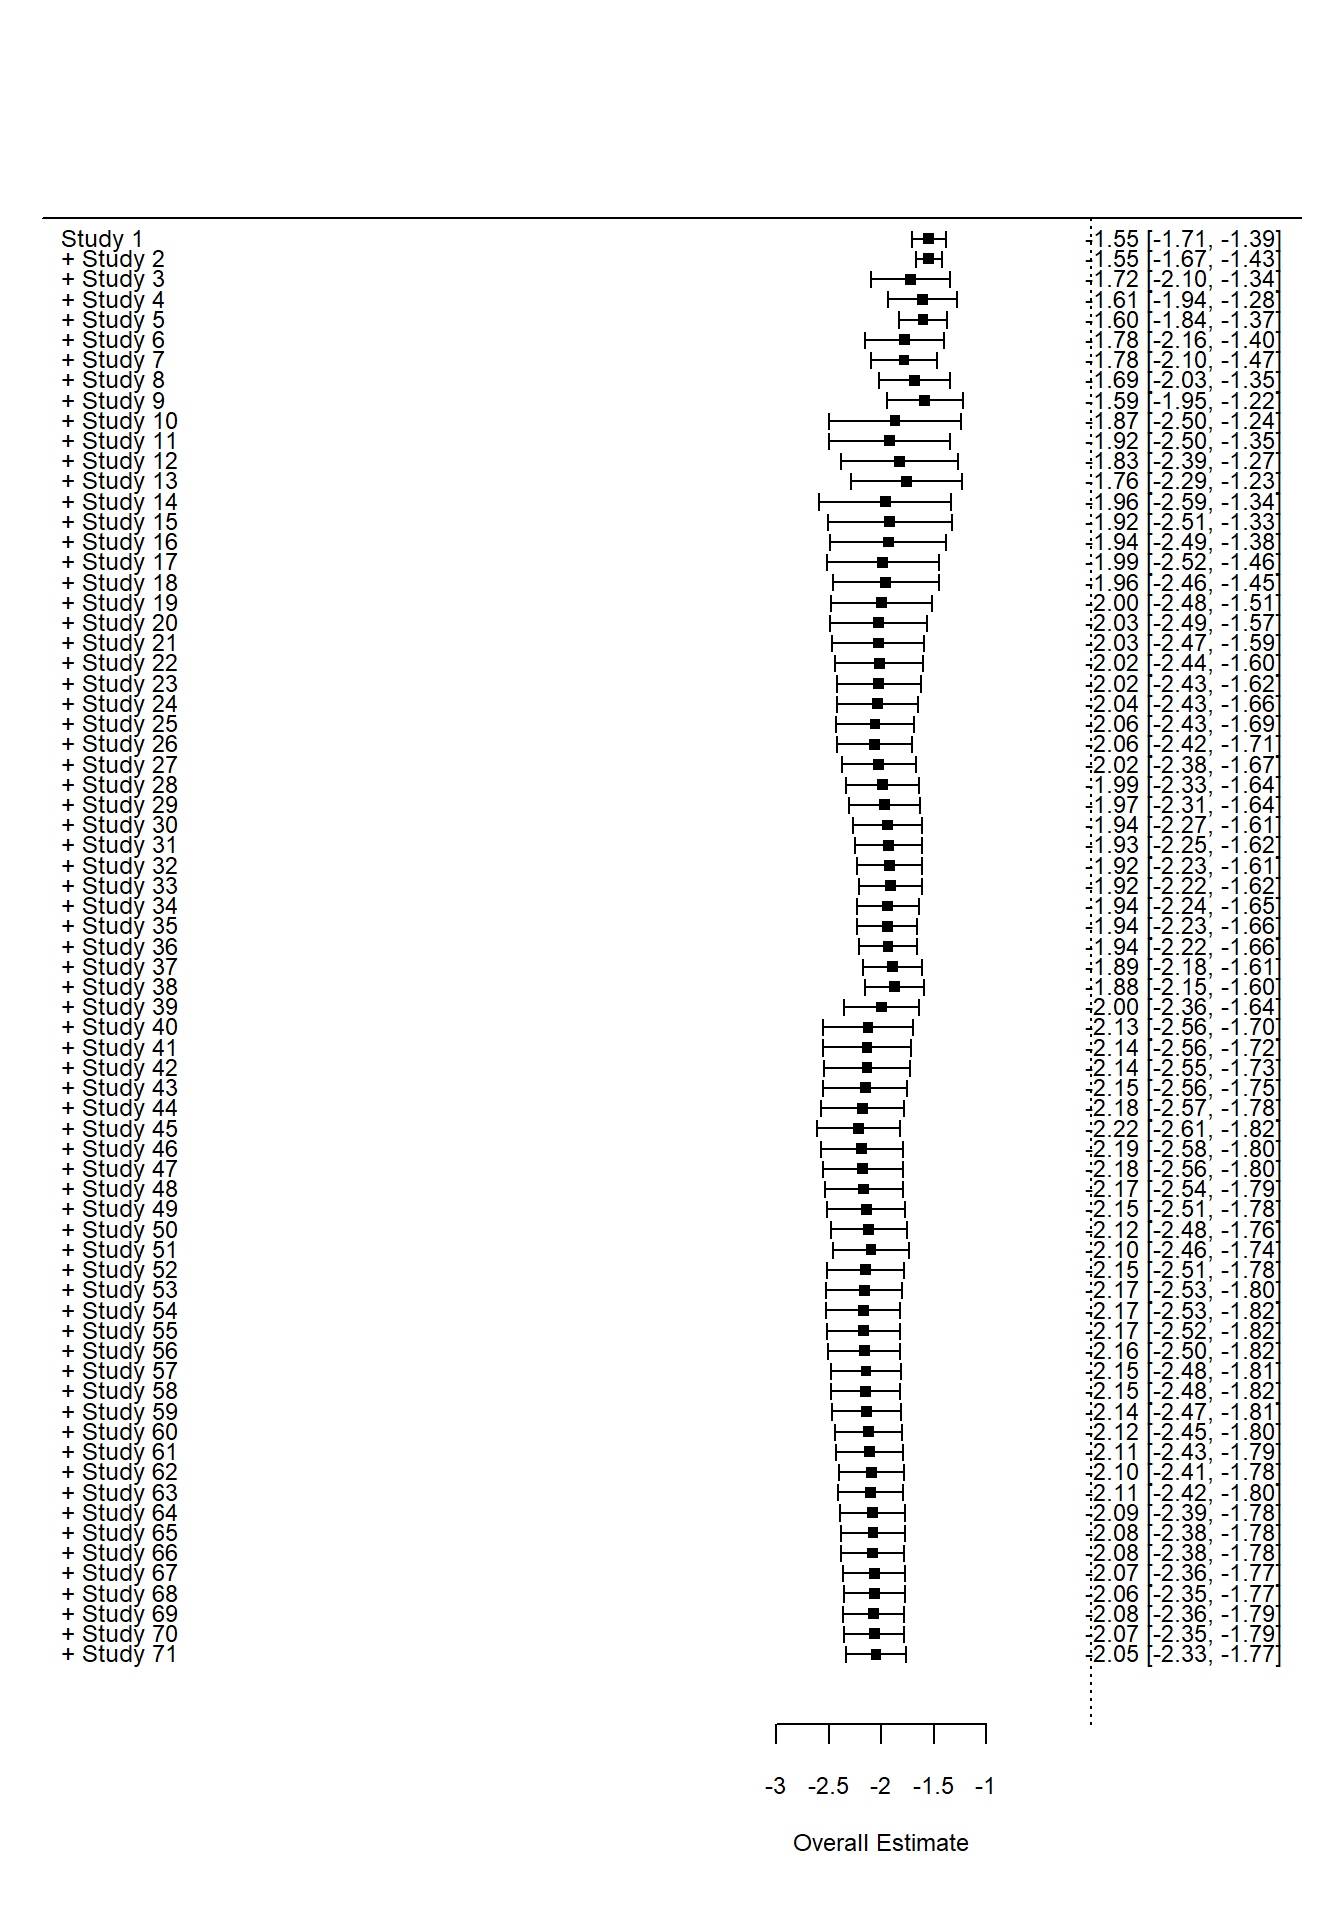 Study 1 -1.55 [-1.71, -1.39]
+ Study 2 -1.55 [-1.67, -1.43]
+ Study 3 -1.72 [-2.10, -1.34]
+ Study 4 -1.61 [-1.94, -1.28]
+ Study 5 -1.60 [-1.84, -1.37]
+ Study 6 -1.78 [-2.16, -1.40]
+ Study 7 -1.78 [-2.10, -1.47]
+ Study 8 -1.69 [-2.03, -1.35]
+ Study 9 -1.59 [-1.95, -1.22]
+ Study 10 -1.87 [-2.50, -1.24]
+ Study 11 -1.92 [-2.50, -1.35]
+ Study 12 -1.83 [-2.39, -1.27]
+ Study 13 -1.76 [-2.29, -1.23]
+ Study 14 -1.96 [-2.59, -1.34]
+ Study 15 -1.92 [-2.51, -1.33]
+ Study 16 -1.94 [-2.49, -1.38]
+ Study 17 -1.99 [-2.52, -1.46]
+ Study 18 -1.96 [-2.46, -1.45]
+ Study 19 -2.00 [-2.48, -1.51]
+ Study 20 -2.03 [-2.49, -1.57]
+ Study 21 -2.03 [-2.47, -1.59]
+ Study 22 -2.02 [-2.44, -1.60]
+ Study 23 -2.02 [-2.43, -1.62]
+ Study 24 -2.04 [-2.43, -1.66]
+ Study 25 -2.06 [-2.43, -1.69]
+ Study 26 -2.06 [-2.42, -1.71]
+ Study 27 -2.02 [-2.38, -1.67]
+ Study 28 -1.99 [-2.33, -1.64]
+ Study 29 -1.97 [-2.31, -1.64]
+ Study 30 -1.94 [-2.27, -1.61]
+ Study 31 -1.93 [-2.25, -1.62]
+ Study 32 -1.92 [-2.23, -1.61]
+ Study 33 -1.92 [-2.22, -1.62]
+ Study 34 -1.94 [-2.24, -1.65]
+ Study 35 -1.94 [-2.23, -1.66]
+ Study 36 -1.94 [-2.22, -1.66]
+ Study 37 -1.89 [-2.18, -1.61]
+ Study 38 -1.88 [-2.15, -1.60]
+ Study 39 -2.00 [-2.36, -1.64]
+ Study 40 -2.13 [-2.56, -1.70]
+ Study 41 -2.14 [-2.56, -1.72]
+ Study 42 -2.14 [-2.55, -1.73]
+ Study 43 -2.15 [-2.56, -1.75]
+ Study 44 -2.18 [-2.57, -1.78]
+ Study 45 -2.22 [-2.61, -1.82]
+ Study 46 -2.19 [-2.58, -1.80]
+ Study 47 -2.18 [-2.56, -1.80]
+ Study 48 -2.17 [-2.54, -1.79]
+ Study 49 -2.15 [-2.51, -1.78]
+ Study 50 -2.12 [-2.48, -1.76]
+ Study 51 -2.10 [-2.46, -1.74]
+ Study 52 -2.15 [-2.51, -1.78]
+ Study 53 -2.17 [-2.53, -1.80]
+ Study 54 -2.17 [-2.53, -1.82]
+ Study 55 -2.17 [-2.52, -1.82]
+ Study 56 -2.16 [-2.50, -1.82]
+ Study 57 -2.15 [-2.48, -1.81]
+ Study 58 -2.15 [-2.48, -1.82]
+ Study 59 -2.14 [-2.47, -1.81]
+ Study 60 -2.12 [-2.45, -1.80]
+ Study 61 -2.11 [-2.43, -1.79]
+ Study 62 -2.10 [-2.41, -1.78]
+ Study 63 -2.11 [-2.42, -1.80]
+ Study 64 -2.09 [-2.39, -1.78]
+ Study 65 -2.08 [-2.38, -1.78]
+ Study 66 -2.08 [-2.38, -1.78]
+ Study 67 -2.07 [-2.36, -1.77]
+ Study 68 -2.06 [-2.35, -1.77]
+ Study 69 -2.08 [-2.36, -1.79]
+ Study 70 -2.07 [-2.35, -1.79]
+ Study 71 -2.05 [-2.33, -1.77]
-3 -2.5 -2 -1.5 -1
Overall Estimate